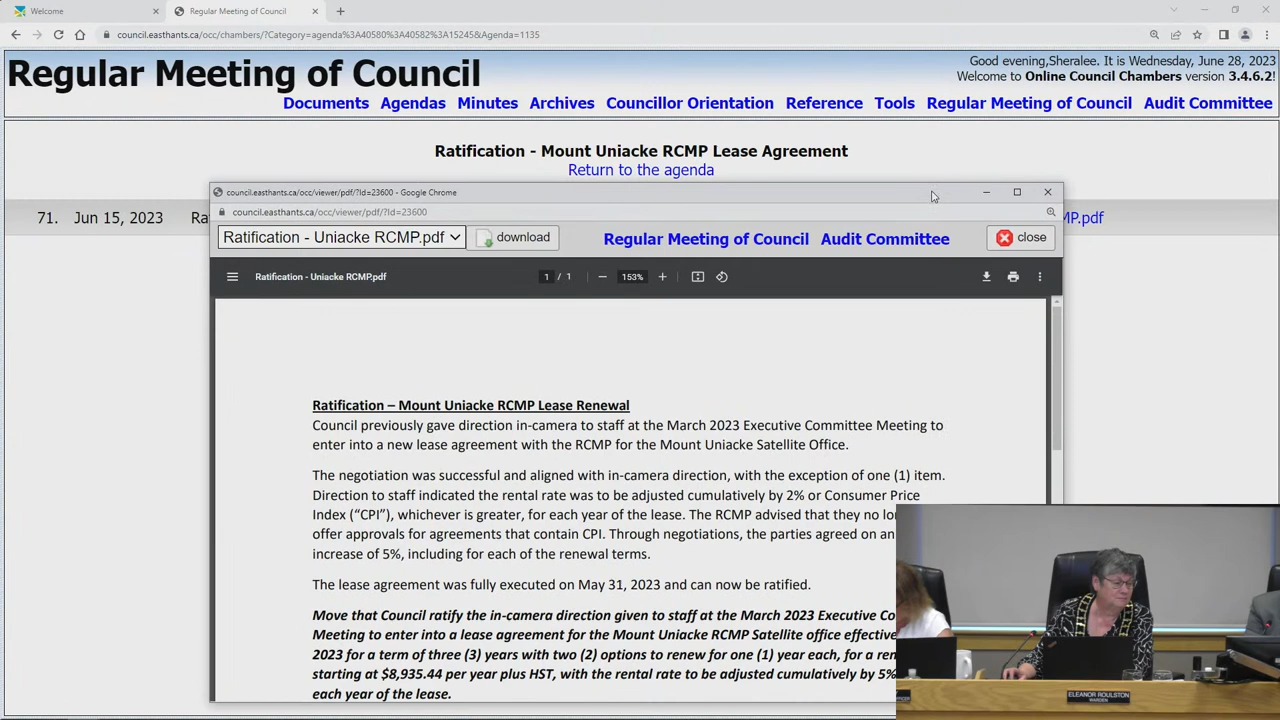 Welcome
Regular Meeting of Council
council.easthants.ca/occ/chambers/?Category=agenda%3A40580%3A40582%3A15245&Agenda=1135
Regular Meeting of Council
Good evening,Sheralee. It is Wednesday, June 28, 2023
Welcome to Online Council Chambers version 3.4.6.2!
Documents Agendas Minutes Archives Councillor Orientation Reference Tools Regular Meeting of Council Audit Committee
Ratification - Mount Uniacke RCMP Lease Agreement
Return to the agenda
council.easthants.ca/occ/viewer/pdf/?Id=23600 - Google Chrome
council.easthants.ca/occ/viewer/pdf/?Id=23600
71. Jun 15, 2023 Ra MP.pdf
Ratification - Uniacke RCMP.pdf download Regular Meeting of Council Audit Committee close
Ratification - Uniacke RCMP.pdf 1 / 1 153%
Ratification – Mount Uniacke RCMP Lease Renewal
Council previously gave direction in-camera to staff at the March 2023 Executive Committee Meeting to
enter into a new lease agreement with the RCMP for the Mount Uniacke Satellite Office.
The negotiation was successful and aligned with in-camera direction, with the exception of one (1) item.
Direction to staff indicated the rental rate was to be adjusted cumulatively by 2% or Consumer Price
Index (“CPI”), whichever is greater, for each year of the lease. The RCMP advised that they no lon
offer approvals for agreements that contain CPI. Through negotiations, the parties agreed on an
increase of 5%, including for each of the renewal terms.
The lease agreement was fully executed on May 31, 2023 and can now be ratified.
Move that Council ratify the in-camera direction given to staff at the March 2023 Executive Co
Meeting to enter into a lease agreement for the Mount Uniacke RCMP Satellite office effective
2023 for a term of three (3) years with two (2) options to renew for one (1) year each, for a ren
starting at $8,935.44 per year plus HST, with the rental rate to be adjusted cumulatively by 5%
each year of the lease.
ELEANOR ROULSTON
WARDEN